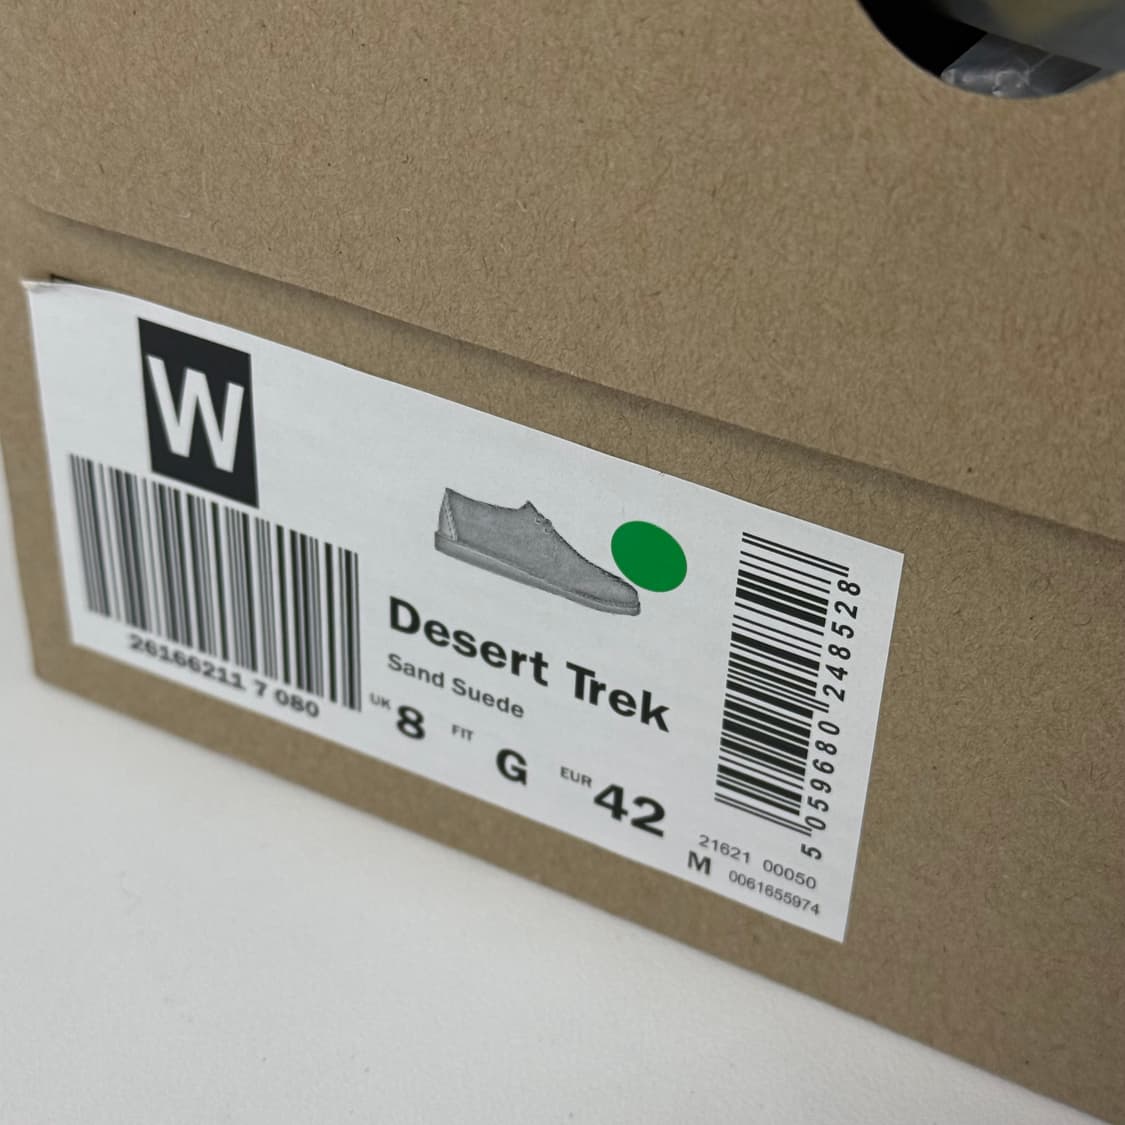 W
26166211 7 080
Desert Trek
Sand Suede
UK 8 FIT G EUR 42
5 059680 248528
21621 00050
M 0061655974